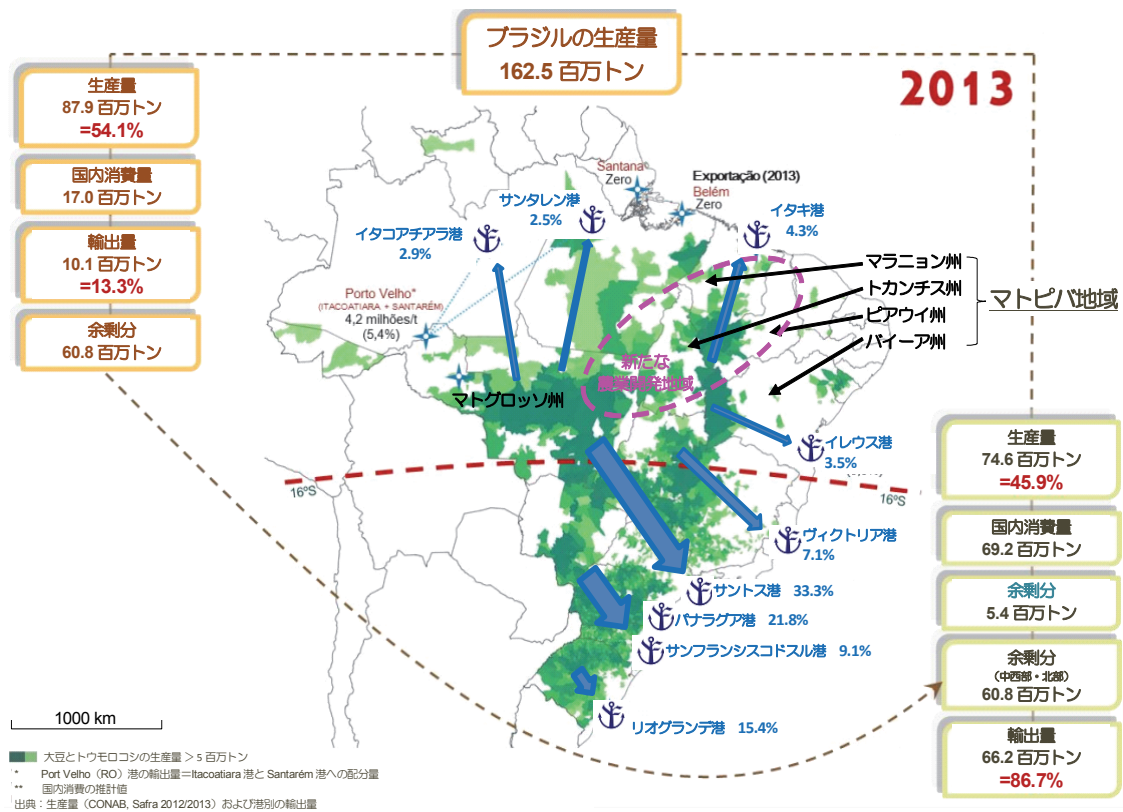 ブラジルの生産量
162.5 百万トン
2013
生産量
87.9 百万トン
=54.1%
国内消費量
17.0 百万トン
輸出量
10.1 百万トン
=13.3%
余剰分
60.8 百万トン
Santana
Zero
Exportação (2013)
Belém
Zero
サンタレン港
2.5%
イタコアチアラ港
2.9%
イタキ港
4.3%
Porto Velho*
(ITACOATIARA + SANTARÉM)
4,2 milhões/t
(5,4%)
マラニョン州
トカンチス州
ピアウイ州
バイーア州
マトピバ地域
新たな
農業開発地域
マトグロッソ州
イレウス港
3.5%
16ºS
16ºS
ヴィクトリア港
7.1%
サントス港 33.3%
パナラグア港 21.8%
サンフランシスコドスル港 9.1%
リオグランデ港 15.4%
生産量
74.6 百万トン
=45.9%
国内消費量
69.2 百万トン
余剰分
5.4 百万トン
余剰分
(中西部・北部)
60.8 百万トン
輸出量
66.2 百万トン
=86.7%
1000 km
大豆とトウモロコシの生産量 > 5 百万トン
* Port Velho(RO)港の輸出量=Itacoatiara 港と Santarém 港への配分量
** 国内消費の推計値
出典:生産量(CONAB, Safra 2012/2013)および港別の輸出量